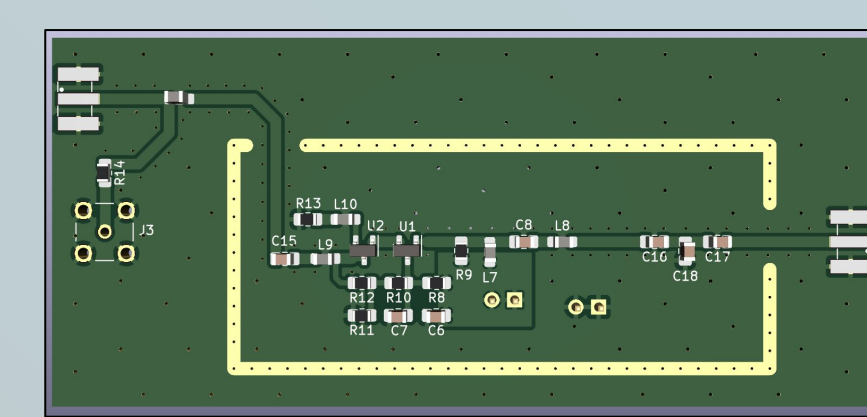 R14
J3
R13 L10
U2 U1
C15 L9
C8 L8
R9 L7
C16 C18 C17
R12 R10 R8
R11 C7 C6